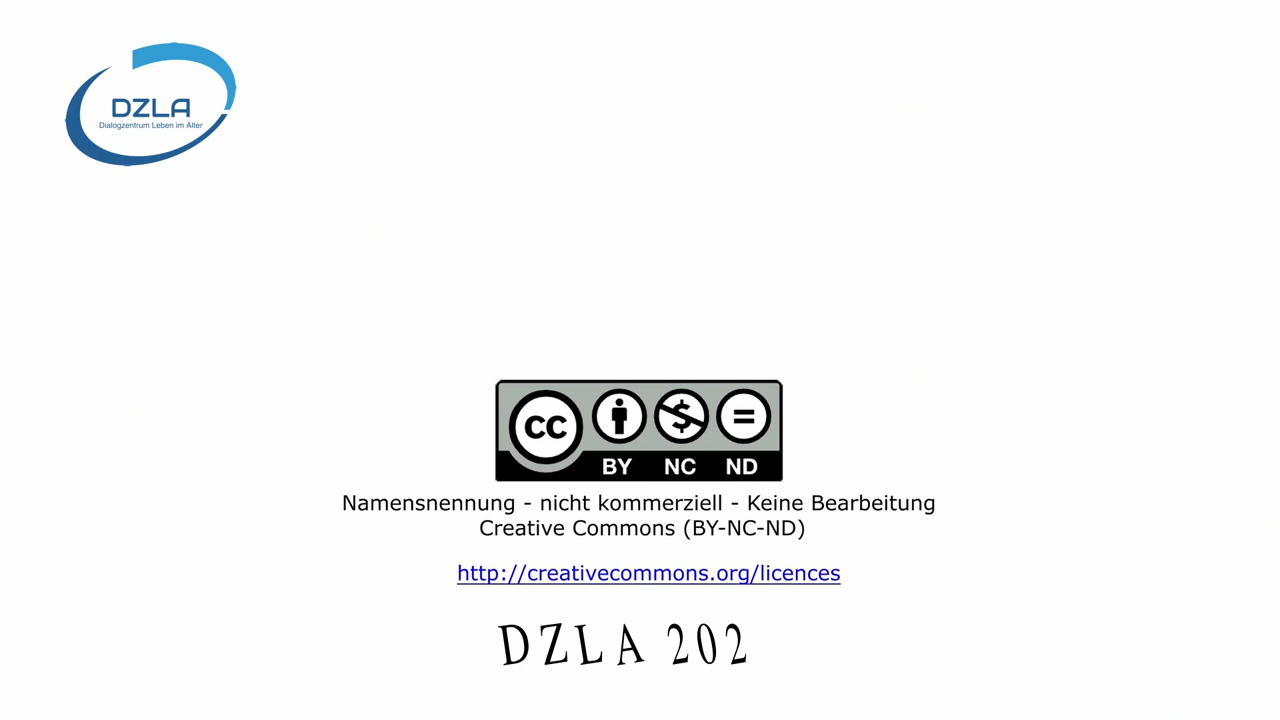 DZLA
Dialogzentrum Leben im Alter
CC
BY NC ND
Namensnennung - nicht kommerziell - Keine Bearbeitung
Creative Commons (BY-NC-ND)
http://creativecommons.org/licences
DZLA 202